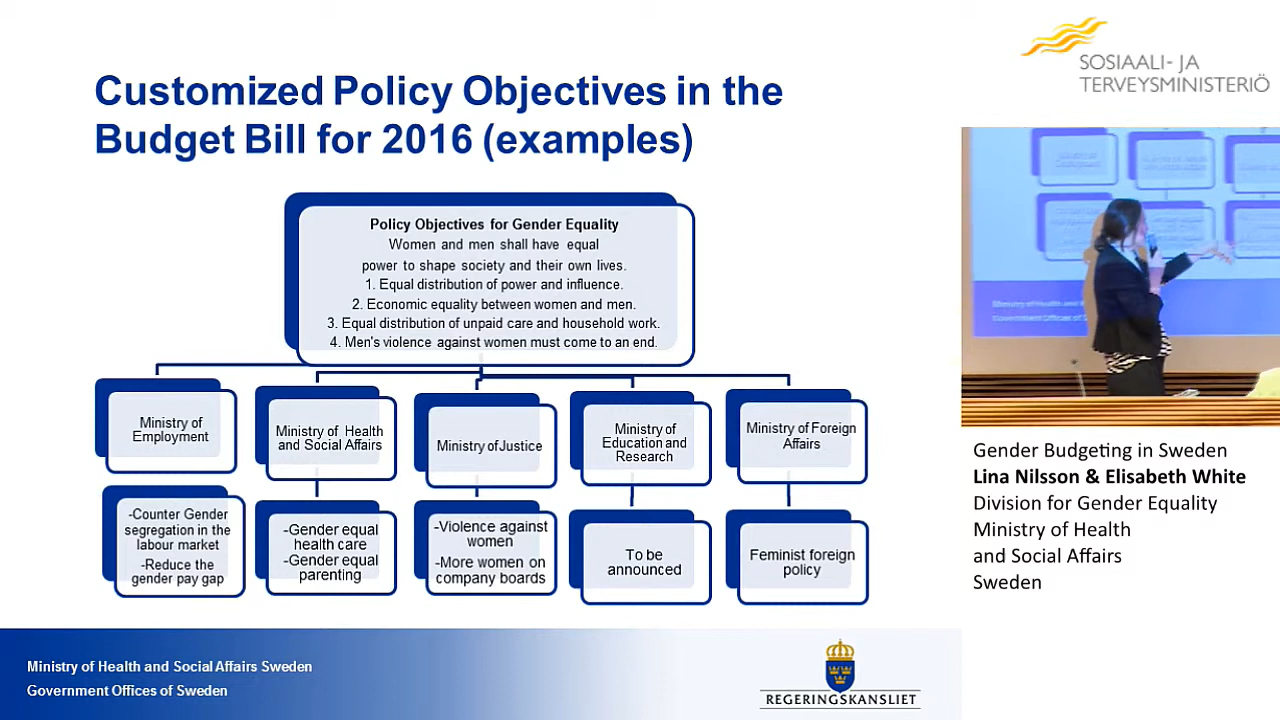 Customized Policy Objectives in the
Budget Bill for 2016 (examples)
Policy Objectives for Gender Equality
Women and men shall have equal
power to shape society and their own lives.
1. Equal distribution of power and influence.
2. Economic equality between women and men.
3. Equal distribution of unpaid care and household work.
4. Men's violence against women must come to an end.
Ministry of
Employment
Ministry of Health
and Social Affairs
Ministry of Justice
Ministry of
Education and
Research
Ministry of Foreign
Affairs
-Counter Gender
segregation in the
labour market
-Reduce the
gender pay gap
-Gender equal
health care
-Gender equal
parenting
-Violence against
women
-More women on
company boards
To be
announced
Feminist foreign
policy
Ministry of Health and Social Affairs Sweden
Government Offices of Sweden
REGERINGSKANSLIET
SOSIAALI- JA
TERVEYSMINISTERIÖ
Ministry of Health and
Government Offices of S
Gender Budgeting in Sweden
Lina Nilsson & Elisabeth White
Division for Gender Equality
Ministry of Health
and Social Affairs
Sweden